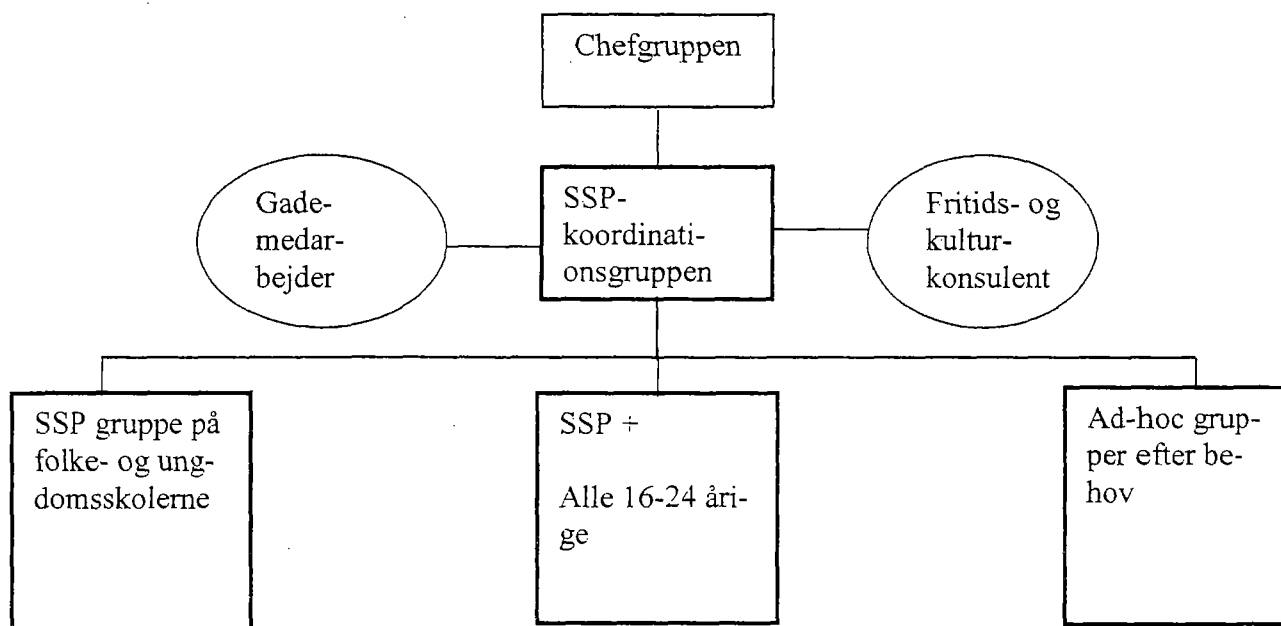 Chefgruppen
Gade-
medar-
bejder
SSP-
koordinati-
onsgruppen
Fritids- og
kultur-
konsulent
SSP gruppe på
folke- og ung-
domsskolerne
SSP +
Alle 16-24 åri-
ge
Ad-hoc grup-
per efter be-
hov